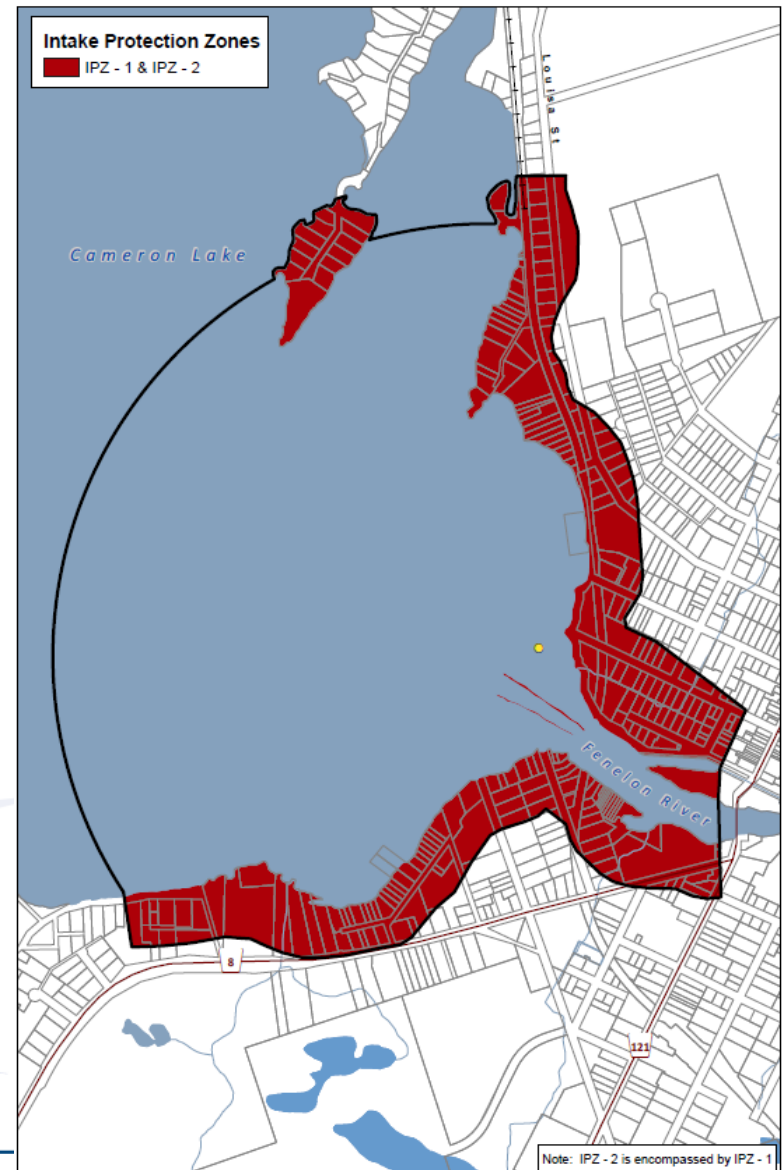 Intake Protection Zones
IPZ - 1 & IPZ - 2
Louisa St
Cameron Lake
Fenelon River
8
121
Note: IPZ - 2 is encompassed by IPZ - 1